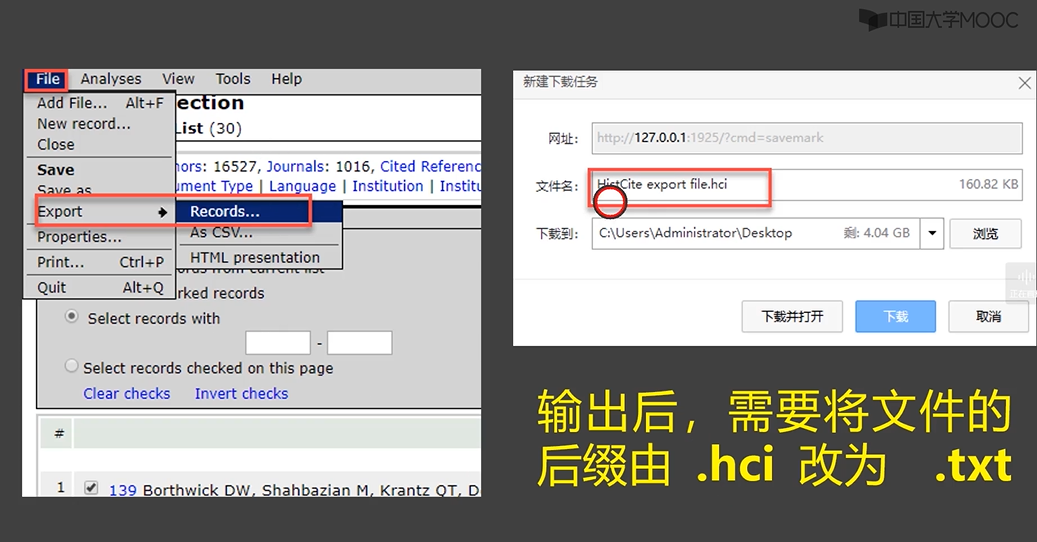 中国大学MOOC
File Analyses View Tools Help
Add File... Alt+F
New record...
Close
Save
Save as
Export
Properties...
Print... Ctrl+P
Quit Alt+Q
Records...
As CSV...
HTML presentation
ection
List (30)
hors: 16527, Journals: 1016, Cited Referenc
ument Type | Language | Institution | Institu
ords from current list
rked records
Select records with
-
Select records checked on this page
Clear checks Invert checks
#
1 139 Borthwick DW, Shahbazian M, Krantz QT, D
新建下载任务
网址: http://127.0.0.1:1925/?cmd=savemark
文件名: HistCite export file.hci 160.82 KB
下载到: C:\Users\Administrator\Desktop 剩: 4.04 GB 浏览
下载并打开 下载 取消
输出后，需要将文件的
后缀由 .hci 改为 .txt